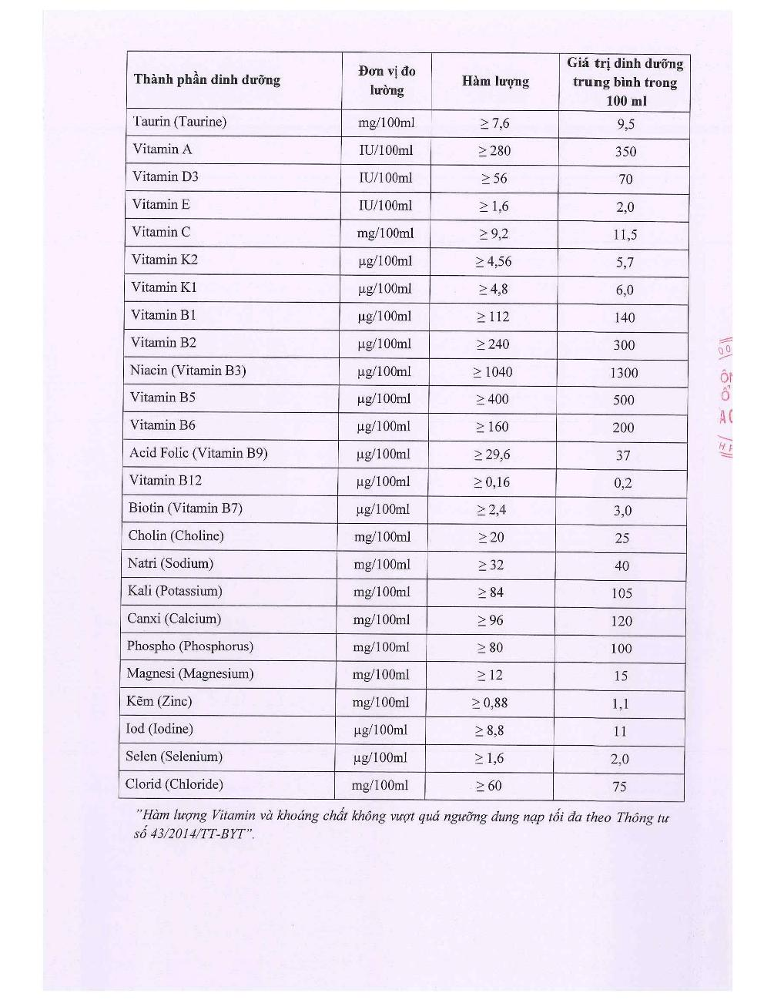 Thành phần dinh dưỡng | Đơn vị đo lường | Hàm lượng | Giá trị dinh dưỡng trung bình trong 100 ml
Taurin (Taurine) | mg/100ml | ≥ 7,6 | 9,5
Vitamin A | IU/100ml | ≥ 280 | 350
Vitamin D3 | IU/100ml | ≥ 56 | 70
Vitamin E | IU/100ml | ≥ 1,6 | 2,0
Vitamin C | mg/100ml | ≥ 9,2 | 11,5
Vitamin K2 | µg/100ml | ≥ 4,56 | 5,7
Vitamin K1 | µg/100ml | ≥ 4,8 | 6,0
Vitamin B1 | µg/100ml | ≥ 112 | 140
Vitamin B2 | µg/100ml | ≥ 240 | 300
Niacin (Vitamin B3) | µg/100ml | ≥ 1040 | 1300
Vitamin B5 | µg/100ml | ≥ 400 | 500
Vitamin B6 | µg/100ml | ≥ 160 | 200
Acid Folic (Vitamin B9) | µg/100ml | ≥ 29,6 | 37
Vitamin B12 | µg/100ml | ≥ 0,16 | 0,2
Biotin (Vitamin B7) | µg/100ml | ≥ 2,4 | 3,0
Cholin (Choline) | mg/100ml | ≥ 20 | 25
Natri (Sodium) | mg/100ml | ≥ 32 | 40
Kali (Potassium) | mg/100ml | ≥ 84 | 105
Canxi (Calcium) | mg/100ml | ≥ 96 | 120
Phospho (Phosphorus) | mg/100ml | ≥ 80 | 100
Magnesi (Magnesium) | mg/100ml | ≥ 12 | 15
Kẽm (Zinc) | mg/100ml | ≥ 0,88 | 1,1
Iod (Iodine) | µg/100ml | ≥ 8,8 | 11
Selen (Selenium) | µg/100ml | ≥ 1,6 | 2,0
Clorid (Chloride) | mg/100ml | ≥ 60 | 75
"Hàm lượng Vitamin và khoáng chất không vượt quá ngưỡng dung nạp tối đa theo Thông tư
số 43/2014/TT-BYT".